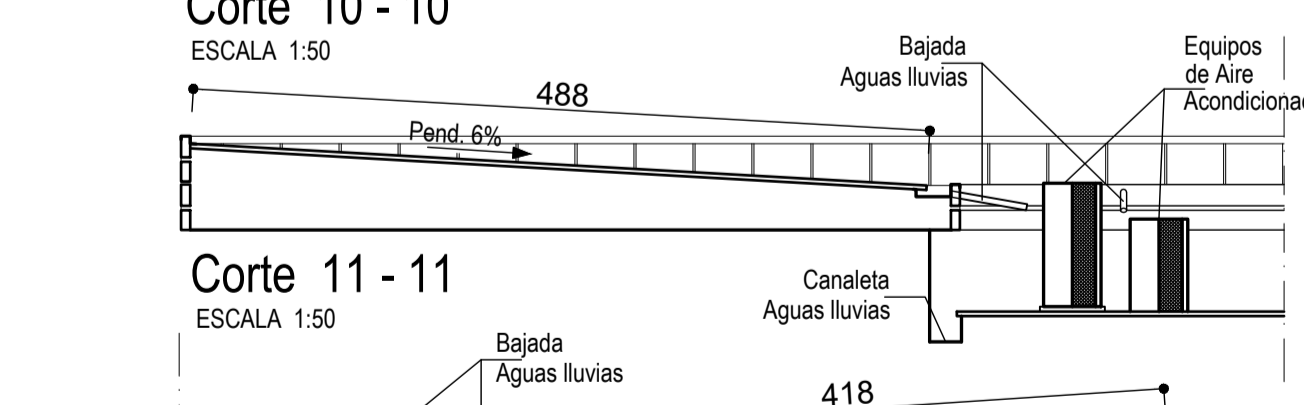 Corte 10 - 10
ESCALA 1:50
488
Pend. 6%
Bajada
Aguas lluvias
Equipos
de Aire
Acondicionad
Corte 11 - 11
ESCALA 1:50
Canaleta
Aguas lluvias
Bajada
Aguas lluvias
418